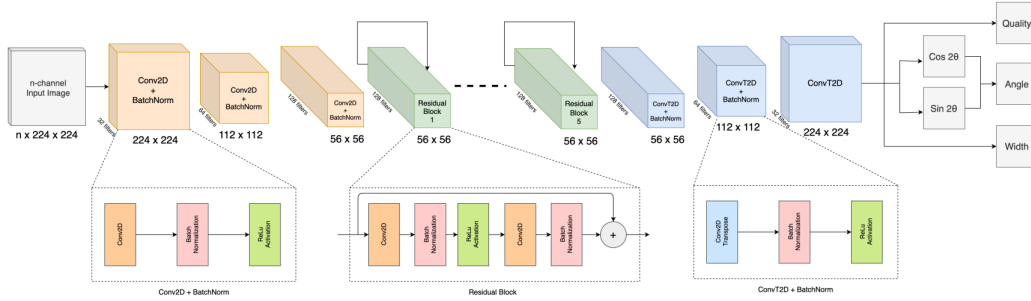 n-channel
Input Image
n x 224 x 224
Conv2D
+
BatchNorm
32 filters
224 x 224
Conv2D
+
BatchNorm
64 filters
112 x 112
Conv2D
+
BatchNorm
128 filters
56 x 56
Residual
Block
1
128 filters
56 x 56
Residual
Block
5
128 filters
56 x 56
ConvT2D
+
BatchNorm
128 filters
56 x 56
ConvT2D
+
BatchNorm
64 filters
112 x 112
ConvT2D
32 filters
224 x 224
Quality
Cos 2θ
Sin 2θ
Angle
Width
Conv2D
Batch
Normalization
ReLu
Activation
Conv2D + BatchNorm
Conv2D
Batch
Normalization
ReLu
Activation
Conv2D
Batch
Normalization
+
Residual Block
Conv2D
Transpose
Batch
Normalization
ReLu
Activation
ConvT2D + BatchNorm